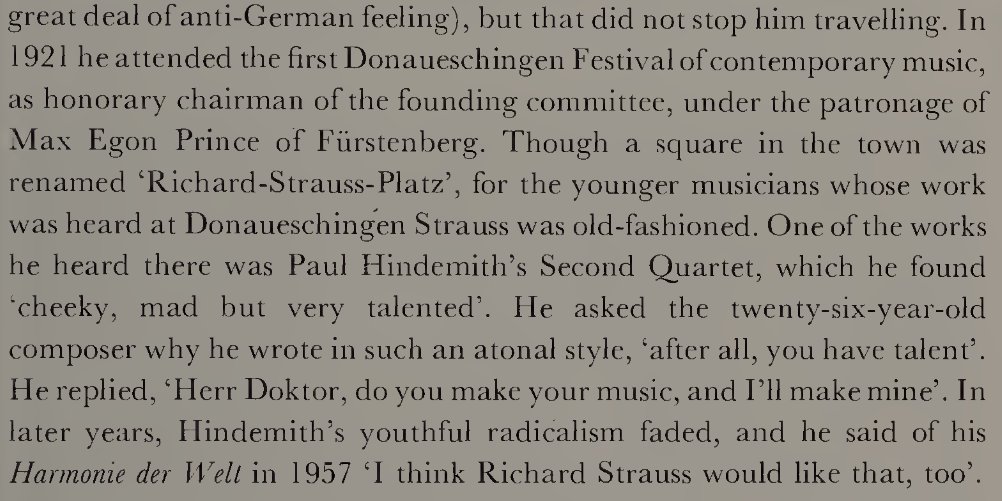 great deal of anti-German feeling), but that did not stop him travelling. In
1921 he attended the first Donaueschingen Festival of contemporary music,
as honorary chairman of the founding committee, under the patronage of
Max Egon Prince of Fürstenberg. Though a square in the town was
renamed ‘Richard-Strauss-Platz’, for the younger musicians whose work
was heard at Donaueschingen Strauss was old-fashioned. One of the works
he heard there was Paul Hindemith’s Second Quartet, which he found
‘cheeky, mad but very talented’. He asked the twenty-six-year-old
composer why he wrote in such an atonal style, ‘after all, you have talent’.
He replied, ‘Herr Doktor, do you make your music, and I’ll make mine’. In
later years, Hindemith’s youthful radicalism faded, and he said of his
Harmonie der Welt in 1957 ‘I think Richard Strauss would like that, too’.